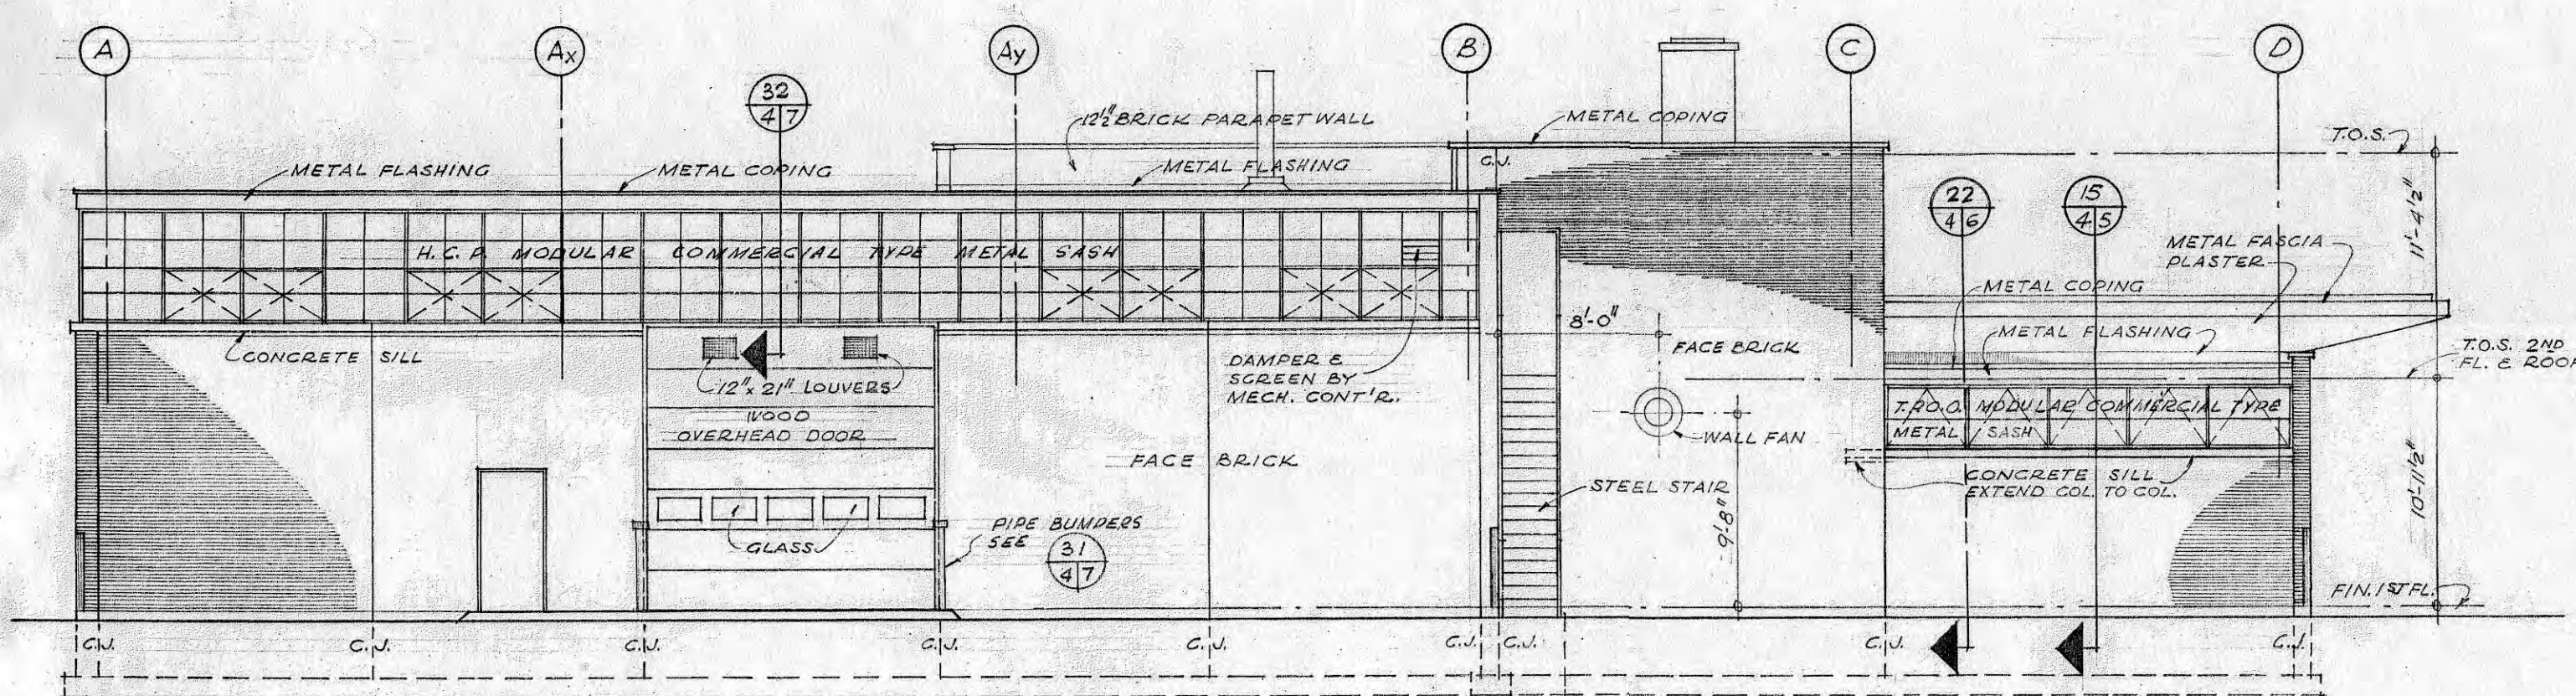 A
Ax
Ay
B
C
D
32
4 7
12½" BRICK PARAPET WALL
METAL COPING
T.O.S.
METAL FLASHING
METAL COPING
METAL FLASHING
C.J.
22
4 6
15
4 5
11'-4½"
METAL FASCIA
PLASTER
H.C.P. MODULAR COMMERCIAL TYPE METAL SASH
METAL COPING
8'-0"
METAL FLASHING
CONCRETE SILL
FACE BRICK
T.O.S. 2ND
FL. & ROOF
DAMPER &
SCREEN BY
MECH. CONT'R.
12" x 21" LOUVERS
WOOD
OVERHEAD DOOR
T.P.O.O. MODULAR COMMERCIAL TYPE
METAL SASH
WALL FAN
FACE BRICK
CONCRETE SILL
EXTEND COL. TO COL.
STEEL STAIR
9'-8"
10'-11½"
PIPE BUMPERS
SEE
31
4 7
GLASS
FIN. 1ST FL.
C.J.
C.J.
C.J.
C.J.
C.J.
C.J.
C.J.
C.J.
C.J.